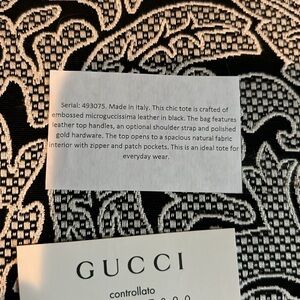 Serial: 493075. Made in Italy. This chic tote is crafted of
embossed microguccissima leather in black. The bag features
leather top handles, an optional shoulder strap and polished
gold hardware. The top opens to a spacious natural fabric
interior with zipper and patch pockets. This is an ideal tote for
everyday wear.
GUCCI
controllato